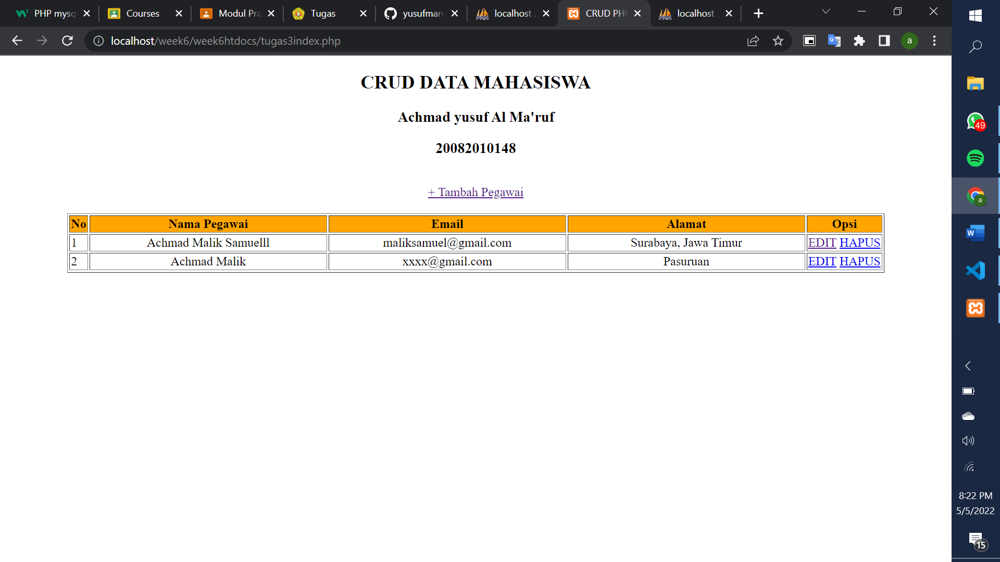 PHP mysq
Courses
Modul Pra
Tugas
yusufmaru
localhost /
CRUD PHP
localhost /
localhost/week6/week6htdocs/tugas3index.php
a
CRUD DATA MAHASISWA
Achmad yusuf Al Ma'ruf
20082010148
+ Tambah Pegawai
No Nama Pegawai Email Alamat Opsi
1 Achmad Malik Samuelll maliksamuel@gmail.com Surabaya, Jawa Timur EDIT HAPUS
2 Achmad Malik xxxx@gmail.com Pasuruan EDIT HAPUS
49
a
W
8:22 PM
5/5/2022
15